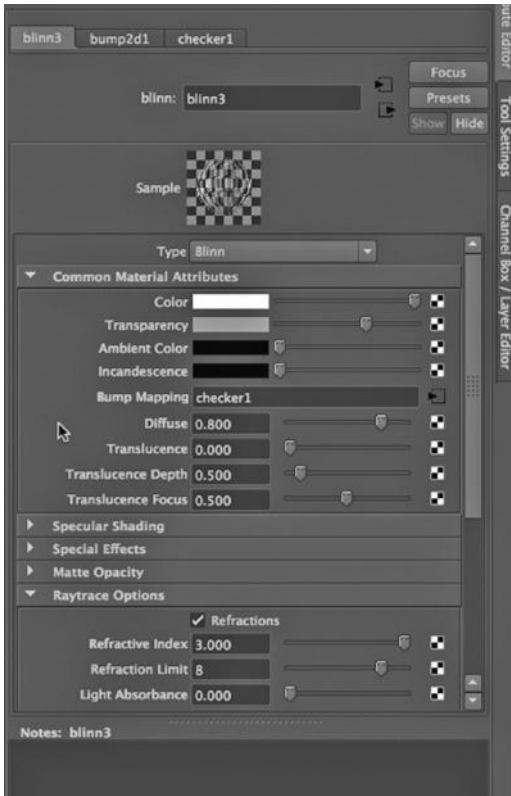 blinn3 bump2d1 checker1
Focus
blinn: blinn3
Presets
Show Hide
Sample
Type Blinn
Common Material Attributes
Color
Transparency
Ambient Color
Incandescence
Bump Mapping checker1
Diffuse 0.800
Translucence 0.000
Translucence Depth 0.500
Translucence Focus 0.500
Specular Shading
Special Effects
Matte Opacity
Raytrace Options
Refractions
Refractive Index 3.000
Refraction Limit 8
Light Absorbance 0.000
Notes: blinn3
Editor
Tool Settings
Channel Box / Layer Editor